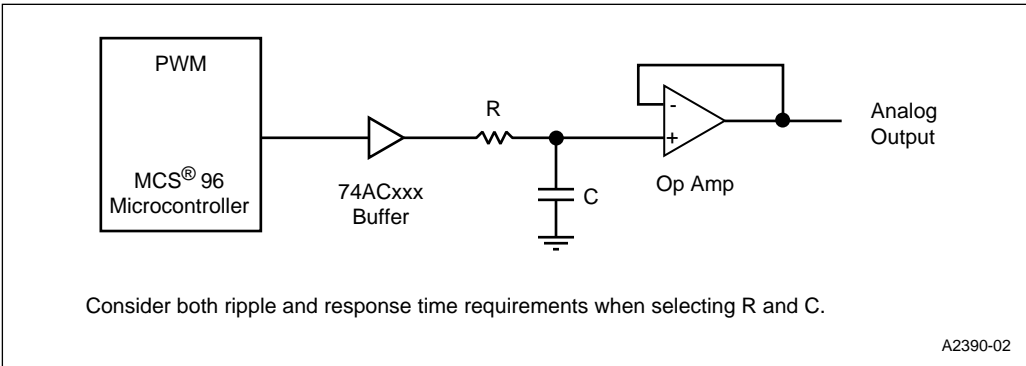 PWM
MCS® 96
Microcontroller
74ACxxx
Buffer
R
C
-
+
Op Amp
Analog
Output
Consider both ripple and response time requirements when selecting R and C.
A2390-02